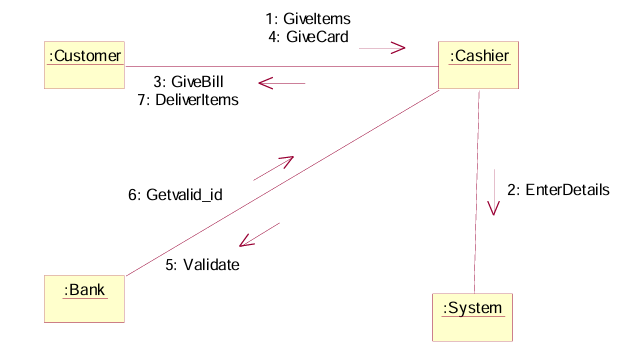 1: GiveItems
4: GiveCard
:Customer
:Cashier
3: GiveBill
7: DeliverItems
6: Getvalid_id
2: EnterDetails
5: Validate
:Bank
:System